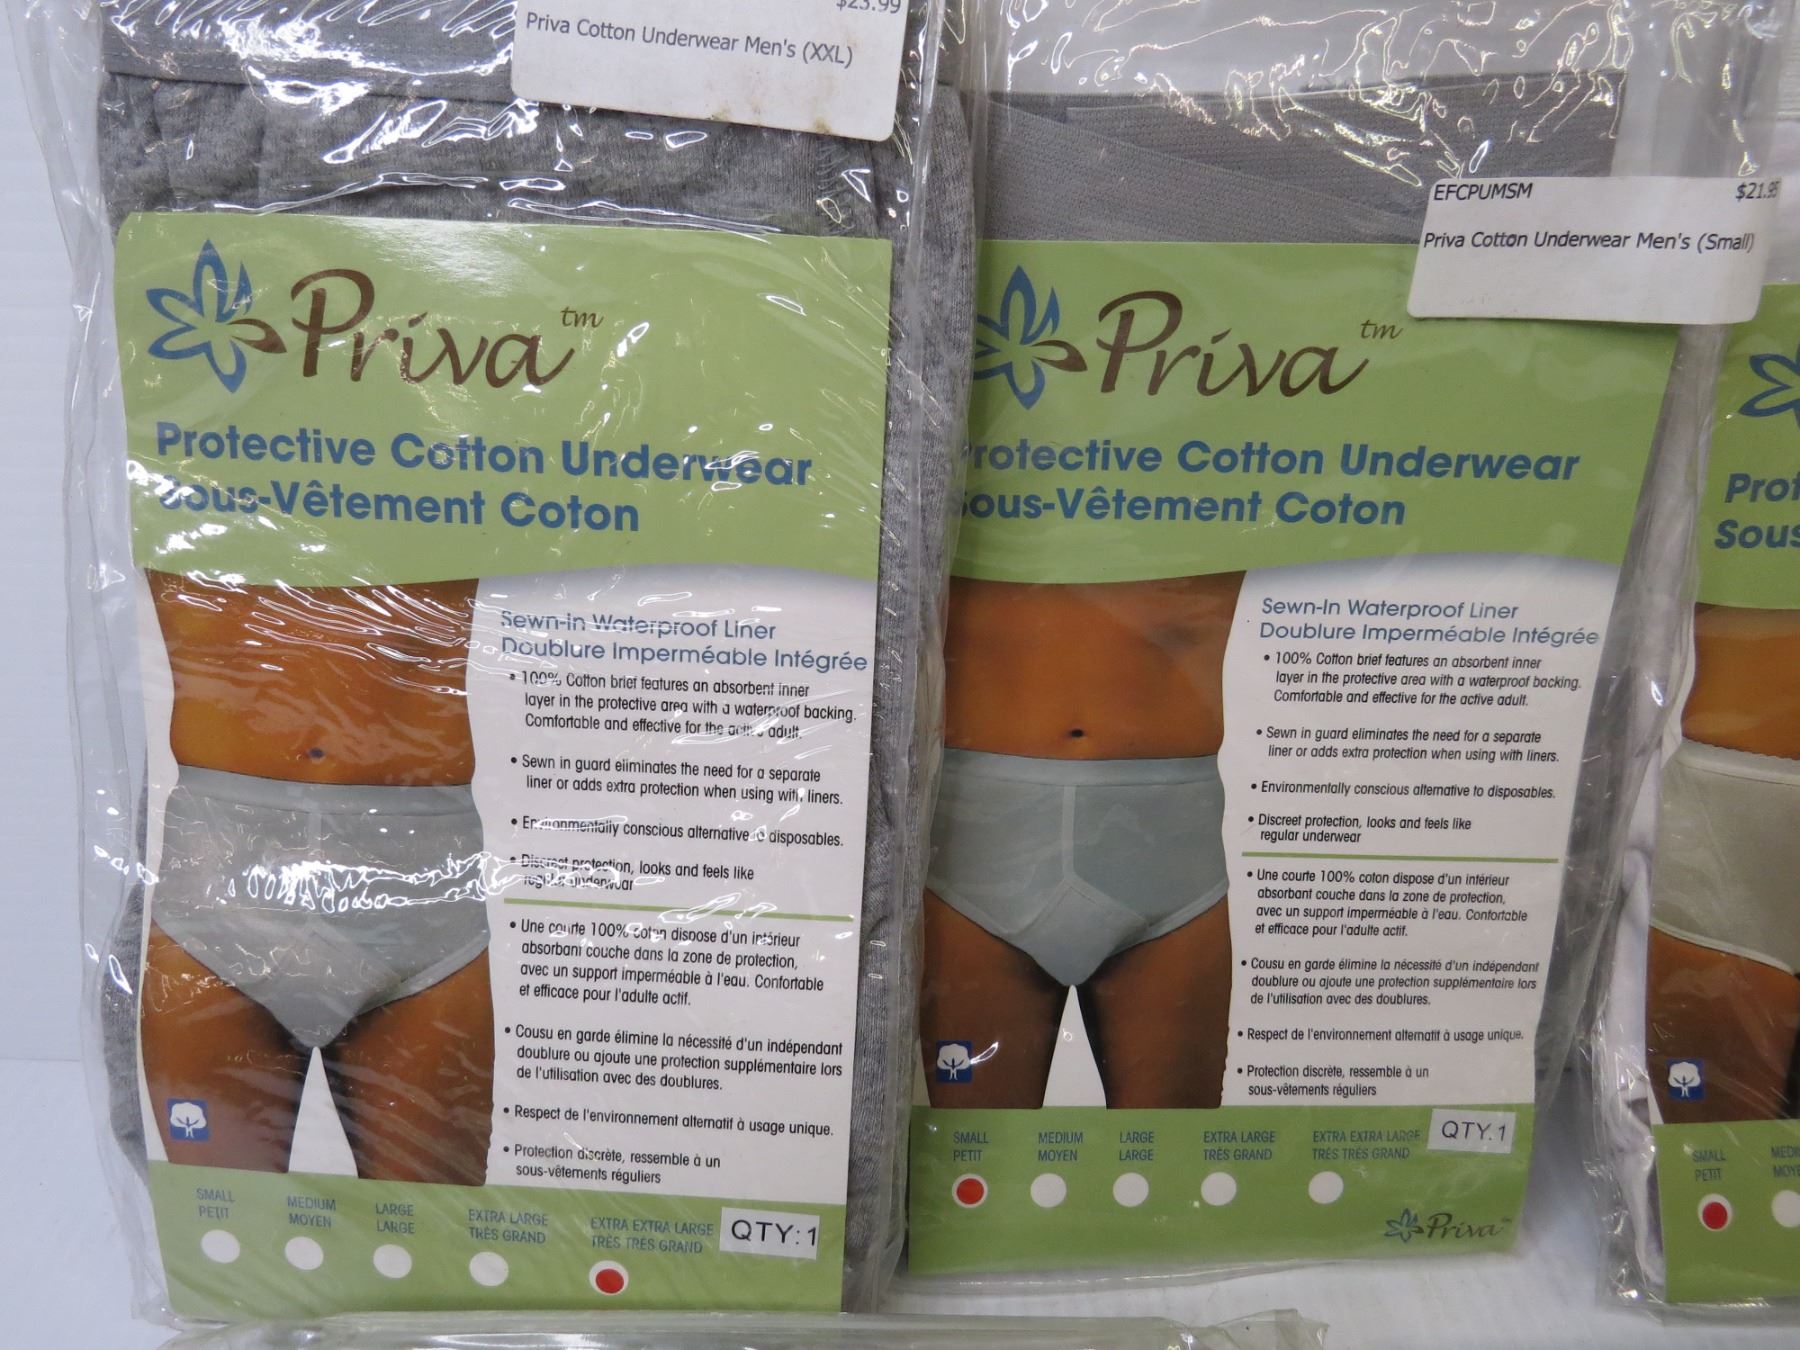 $23.99
Priva Cotton Underwear Men's (XXL)
Priva tm
Protective Cotton Underwear
Sous-Vêtement Coton
Sewn-In Waterproof Liner
Doublure Imperméable Intégrée
• 100% Cotton brief features an absorbent inner
layer in the protective area with a waterproof backing.
Comfortable and effective for the active adult.
• Sewn in guard eliminates the need for a separate
liner or adds extra protection when using with liners.
• Environmentally conscious alternative to disposables.
• Discreet protection, looks and feels like
regular underwear
• Une courte 100% coton dispose d'un intérieur
absorbant couche dans la zone de protection,
avec un support imperméable à l'eau. Confortable
et efficace pour l'adulte actif.
• Cousu en garde élimine la nécessité d'un indépendant
doublure ou ajoute une protection supplémentaire lors
de l'utilisation avec des doublures.
• Respect de l'environnement alternatif à usage unique.
• Protection discrète, ressemble à un
sous-vêtements réguliers
SMALL
PETIT
MEDIUM
MOYEN
LARGE
LARGE
EXTRA LARGE
TRÈS GRAND
EXTRA EXTRA LARGE
TRÈS TRÈS GRAND
QTY:1
EFCPUMSM $21.95
Priva Cotton Underwear Men's (Small)
Priva tm
Protective Cotton Underwear
Sous-Vêtement Coton
Sewn-In Waterproof Liner
Doublure Imperméable Intégrée
• 100% Cotton brief features an absorbent inner
layer in the protective area with a waterproof backing.
Comfortable and effective for the active adult.
• Sewn in guard eliminates the need for a separate
liner or adds extra protection when using with liners.
• Environmentally conscious alternative to disposables.
• Discreet protection, looks and feels like
regular underwear
• Une courte 100% coton dispose d'un intérieur
absorbant couche dans la zone de protection,
avec un support imperméable à l'eau. Confortable
et efficace pour l'adulte actif.
• Cousu en garde élimine la nécessité d'un indépendant
doublure ou ajoute une protection supplémentaire lors
de l'utilisation avec des doublures.
• Respect de l'environnement alternatif à usage unique.
• Protection discrète, ressemble à un
sous-vêtements réguliers
SMALL
PETIT
MEDIUM
MOYEN
LARGE
LARGE
EXTRA LARGE
TRÈS GRAND
EXTRA EXTRA LARGE
TRÈS TRÈS GRAND
QTY.1
Priva
Prot
Sous
SMALL
PETIT
MEDI
MOYE